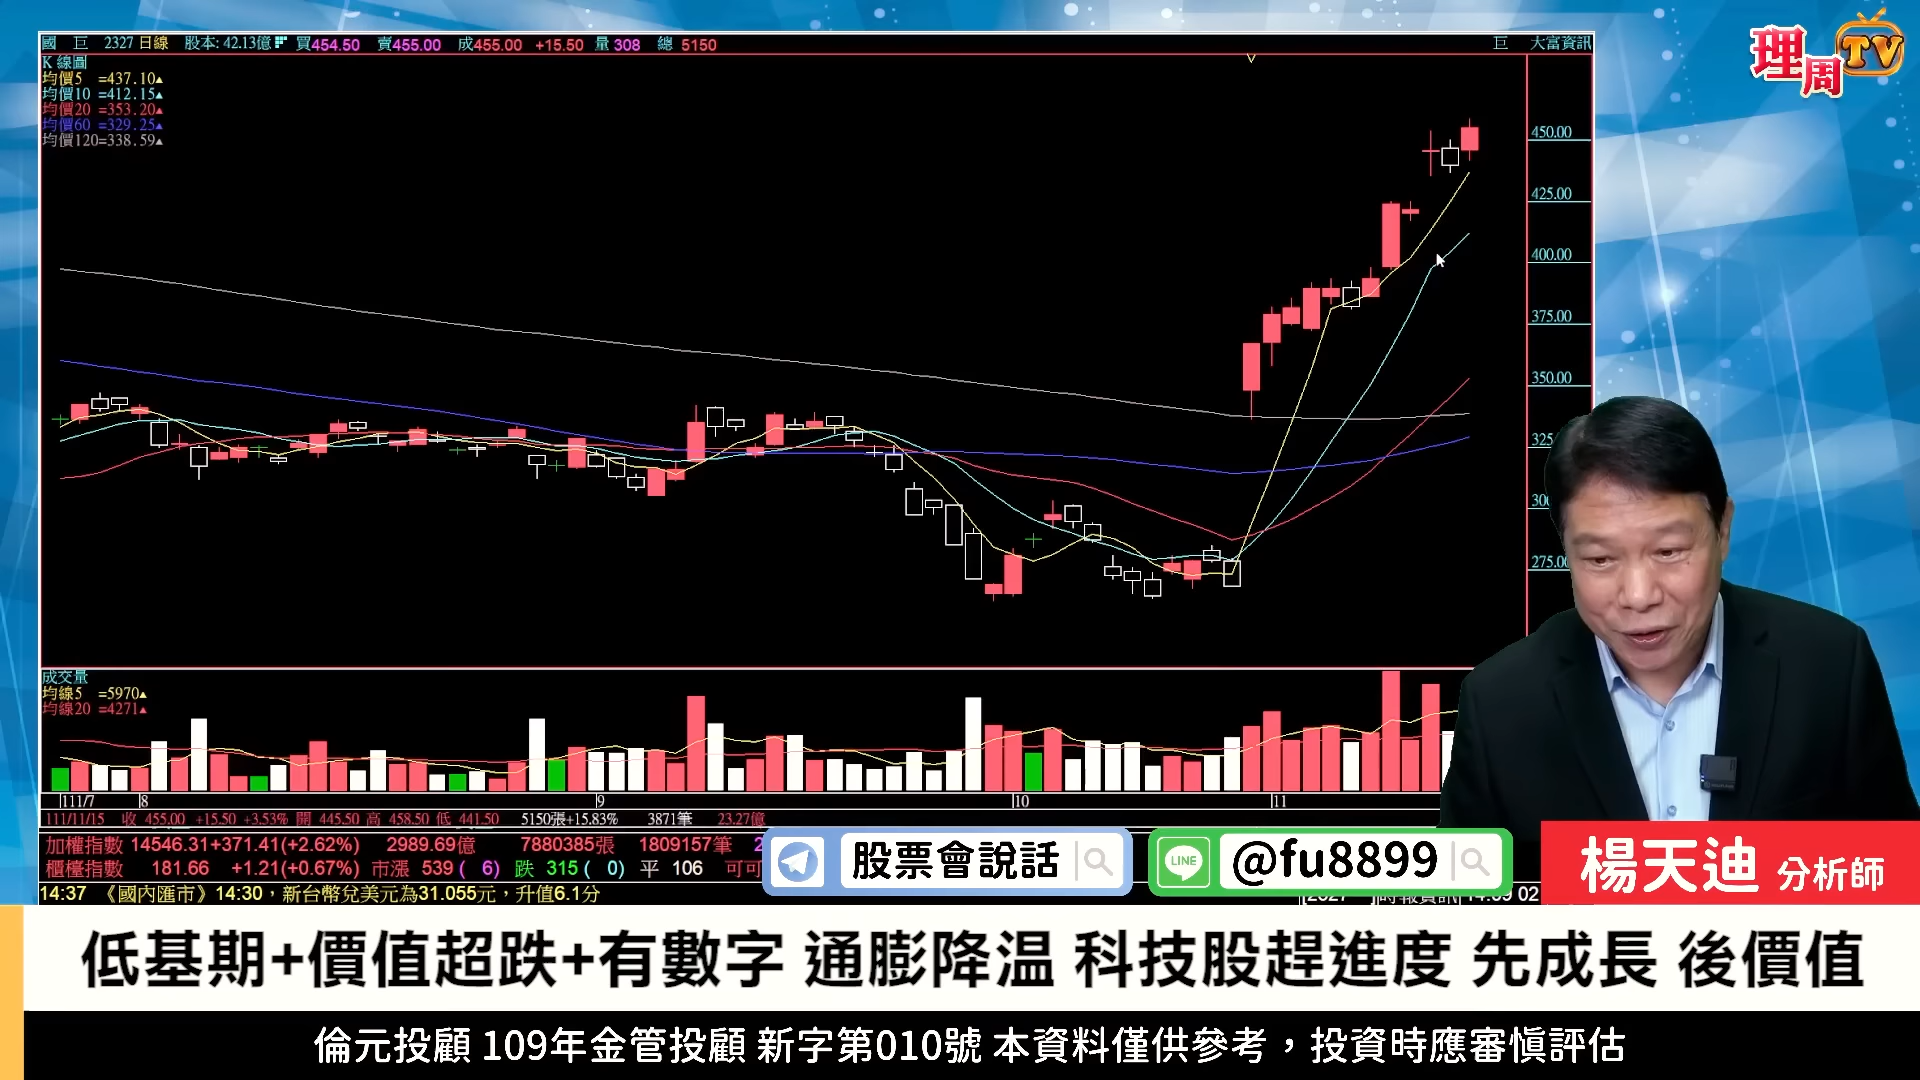 國 巨 2327 日線 股本: 42.13億 買454.50 賣455.00 成455.00 +15.50 量 308 總 5150 巨 大富資訊
理周TV
K 線圖
均價5 =437.10▲
均價10 =412.15▲
均價20 =353.20▲
均價60 =329.25▲
均價120=338.59▲
450.00
425.00
400.00
375.00
350.00
325
300
275.00
成交量
均線5 =5970▲
均線20 =4271▲
111/7 8 9 10 11
111/11/15 收 455.00 +15.50 +3.53% 開 445.50 高 458.50 低 441.50 5150張+15.83% 3871筆 23.27億
加權指數 14546.31+371.41(+2.62%) 2989.69億 7880385張 1809157筆
櫃檯指數 181.66 +1.21(+0.67%) 市漲 539 ( 6) 跌 315 ( 0) 平 106
14:37 《國內匯市》14:30，新台幣兌美元為31.055元，升值6.1分
股票會說話
LINE @fu8899
楊天迪 分析師
低基期+價值超跌+有數字 通膨降温 科技股趕進度 先成長 後價值
倫元投顧 109年金管投顧 新字第010號 本資料僅供參考，投資時應審慎評估